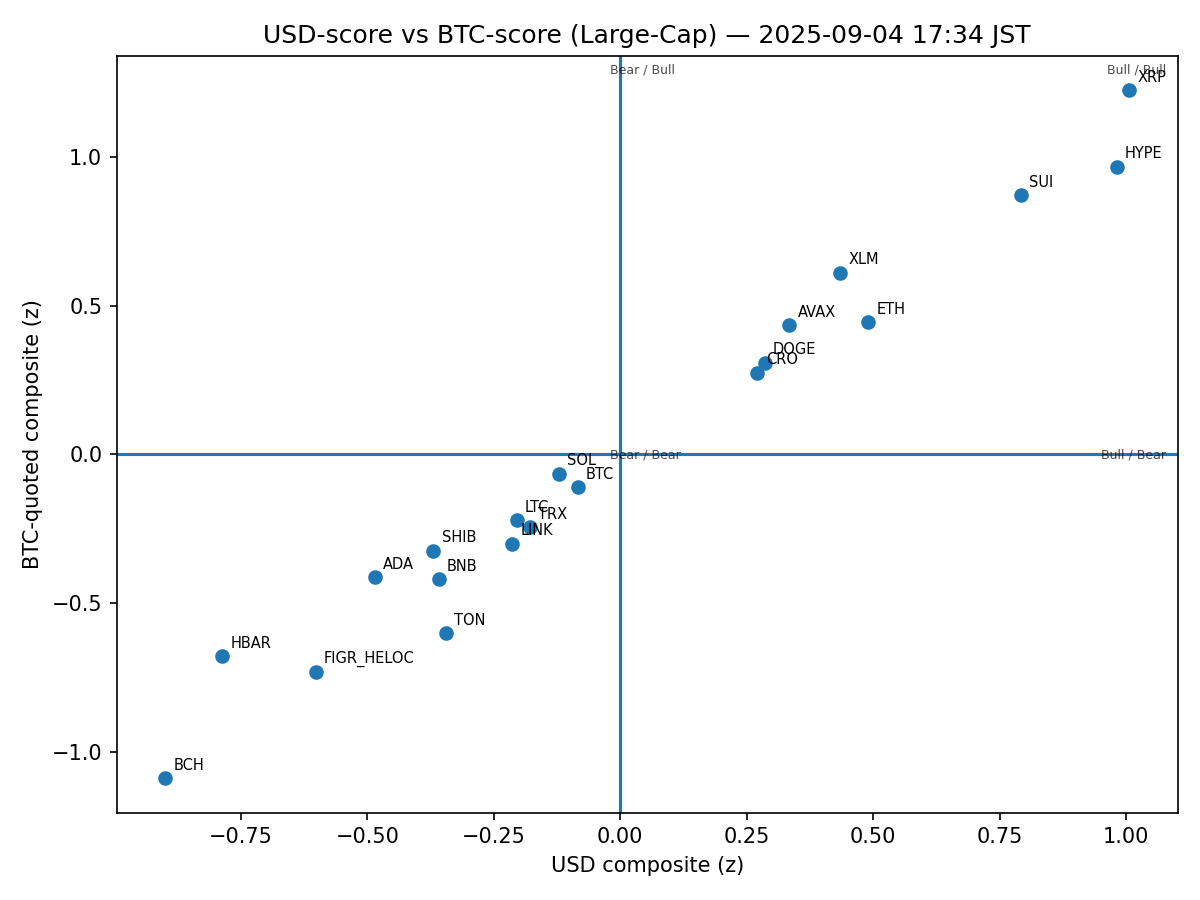 USD-score vs BTC-score (Large-Cap) — 2025-09-04 17:34 JST
Bear / Bull
Bull / Bull
XRP
HYPE
SUI
XLM
ETH
AVAX
DOGE
CRO
Bear / Bear
Bull / Bear
SOL
BTC
LTC
TRX
LINK
SHIB
ADA
BNB
TON
HBAR
FIGR_HELOC
BCH
1.0
0.5
0.0
−0.5
−1.0
BTC-quoted composite (z)
−0.75
−0.50
−0.25
0.00
0.25
0.50
0.75
1.00
USD composite (z)